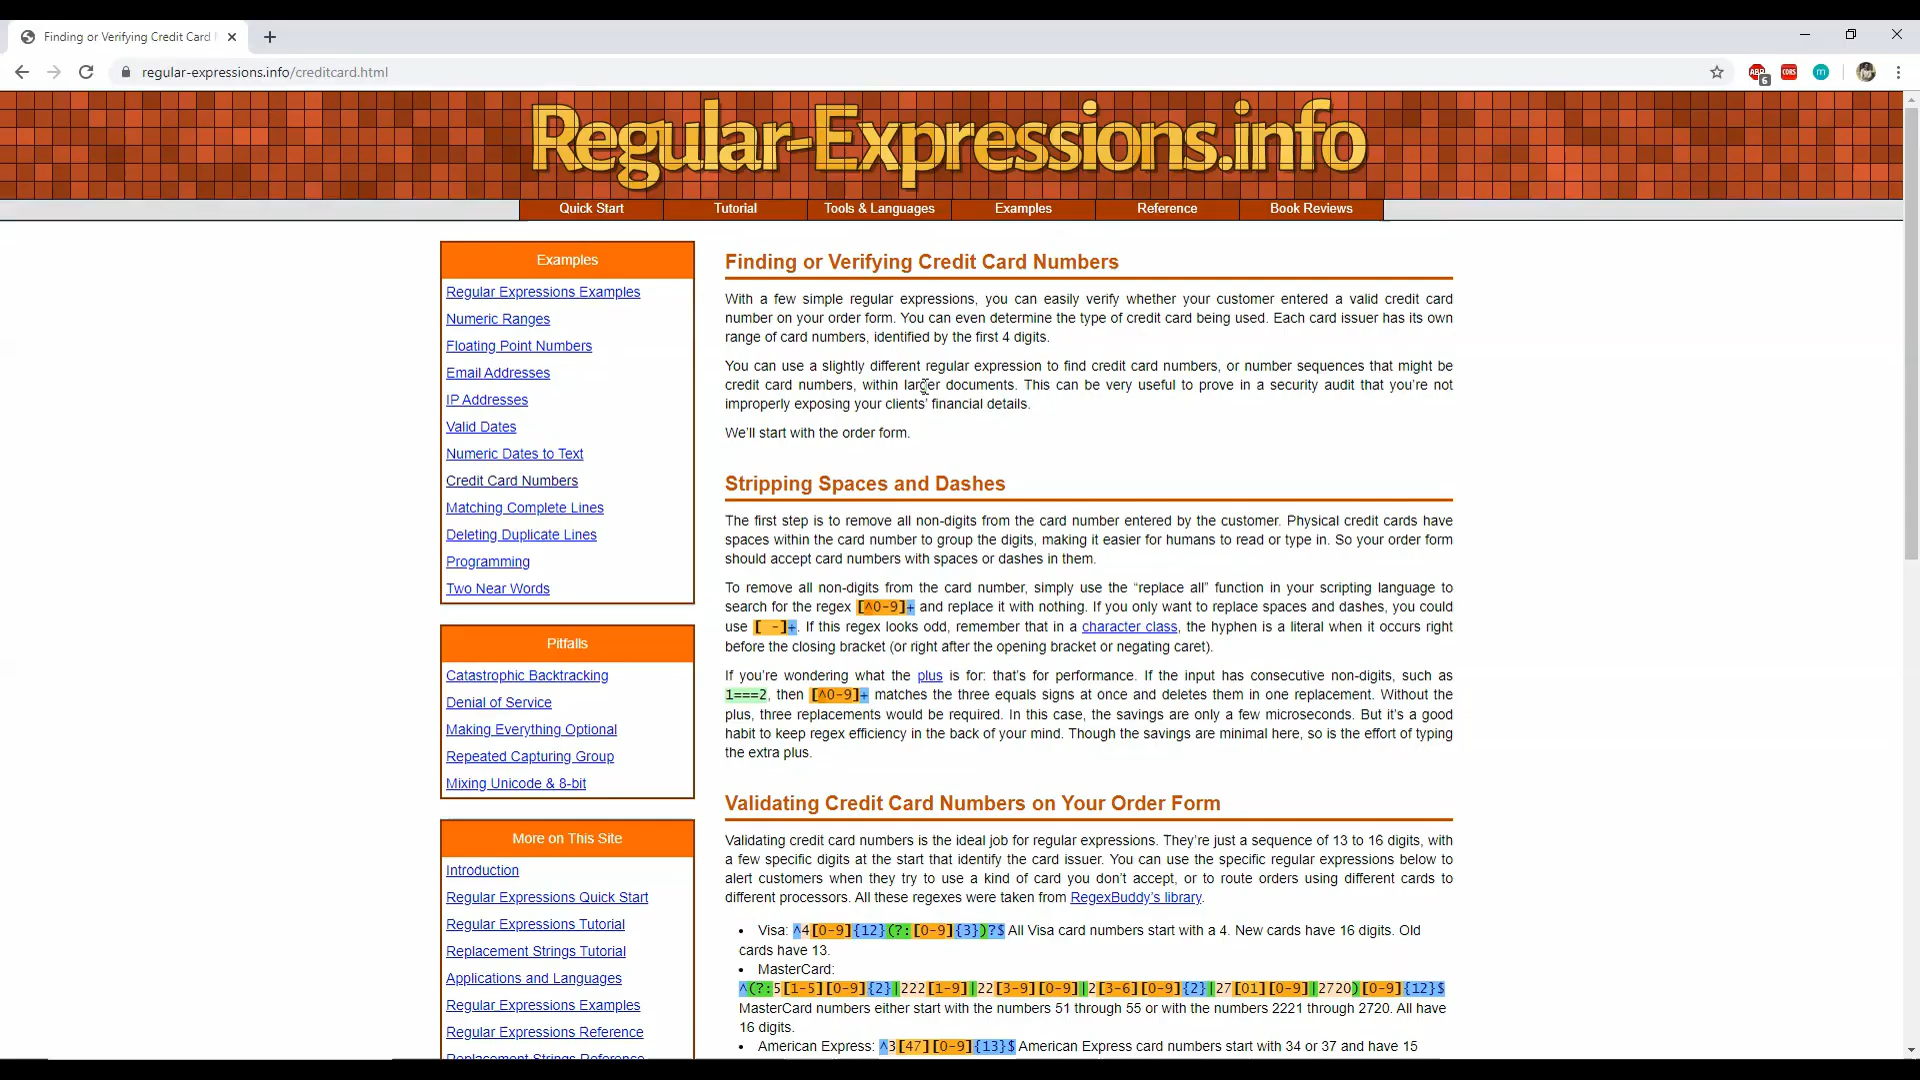 Finding or Verifying Credit Card
regular-expressions.info/creditcard.html
ABP
6
CORS
m
Regular-Expressions.info
Quick Start
Tutorial
Tools & Languages
Examples
Reference
Book Reviews
Examples
Regular Expressions Examples
Numeric Ranges
Floating Point Numbers
Email Addresses
IP Addresses
Valid Dates
Numeric Dates to Text
Credit Card Numbers
Matching Complete Lines
Deleting Duplicate Lines
Programming
Two Near Words
Pitfalls
Catastrophic Backtracking
Denial of Service
Making Everything Optional
Repeated Capturing Group
Mixing Unicode & 8-bit
More on This Site
Introduction
Regular Expressions Quick Start
Regular Expressions Tutorial
Replacement Strings Tutorial
Applications and Languages
Regular Expressions Examples
Regular Expressions Reference
Replacement Strings Reference
Finding or Verifying Credit Card Numbers
With a few simple regular expressions, you can easily verify whether your customer entered a valid credit card
number on your order form. You can even determine the type of credit card being used. Each card issuer has its own
range of card numbers, identified by the first 4 digits.
You can use a slightly different regular expression to find credit card numbers, or number sequences that might be
credit card numbers, within larger documents. This can be very useful to prove in a security audit that you’re not
improperly exposing your clients’ financial details.
We’ll start with the order form.
Stripping Spaces and Dashes
The first step is to remove all non-digits from the card number entered by the customer. Physical credit cards have
spaces within the card number to group the digits, making it easier for humans to read or type in. So your order form
should accept card numbers with spaces or dashes in them.
To remove all non-digits from the card number, simply use the “replace all” function in your scripting language to
search for the regex [^0-9]+ and replace it with nothing. If you only want to replace spaces and dashes, you could
use [ -]+. If this regex looks odd, remember that in a character class, the hyphen is a literal when it occurs right
before the closing bracket (or right after the opening bracket or negating caret).
If you’re wondering what the plus is for: that’s for performance. If the input has consecutive non-digits, such as
1===2, then [^0-9]+ matches the three equals signs at once and deletes them in one replacement. Without the
plus, three replacements would be required. In this case, the savings are only a few microseconds. But it’s a good
habit to keep regex efficiency in the back of your mind. Though the savings are minimal here, so is the effort of typing
the extra plus.
Validating Credit Card Numbers on Your Order Form
Validating credit card numbers is the ideal job for regular expressions. They’re just a sequence of 13 to 16 digits, with
a few specific digits at the start that identify the card issuer. You can use the specific regular expressions below to
alert customers when they try to use a kind of card you don’t accept, or to route orders using different cards to
different processors. All these regexes were taken from RegexBuddy’s library.
• Visa: ^4[0-9]{12}(?:[0-9]{3})?$ All Visa card numbers start with a 4. New cards have 16 digits. Old
cards have 13.
• MasterCard:
^(?:5[1-5][0-9]{2}|222[1-9]|22[3-9][0-9]|2[3-6][0-9]{2}|27[01][0-9]|2720)[0-9]{12}$
MasterCard numbers either start with the numbers 51 through 55 or with the numbers 2221 through 2720. All have
16 digits.
• American Express: ^3[47][0-9]{13}$ American Express card numbers start with 34 or 37 and have 15